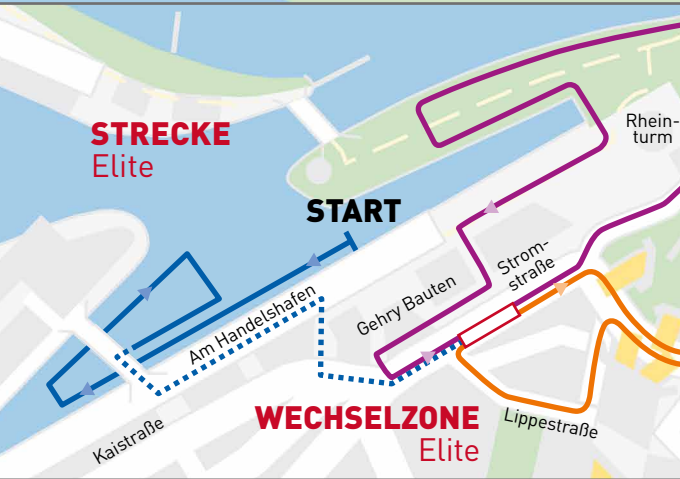 STRECKE
Elite
Rhein-
turm
START
Strom-
straße
Gehry Bauten
Am Handelshafen
WECHSELZONE
Elite
Kaistraße
Lippestraße